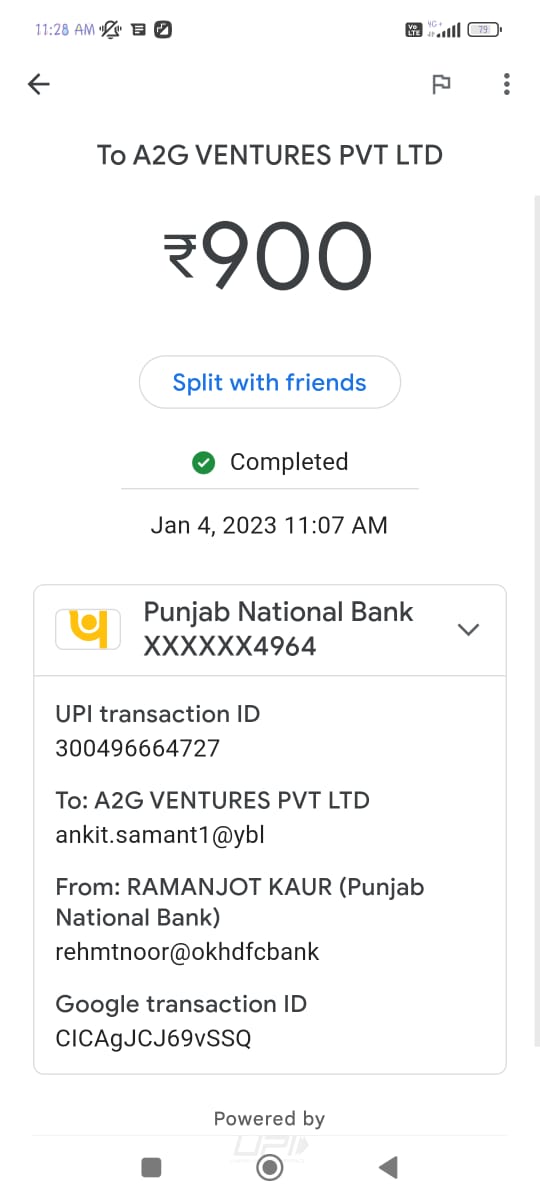 11:28 AM
Vo LTE 4G+ 79
To A2G VENTURES PVT LTD
₹900
Split with friends
Completed
Jan 4, 2023 11:07 AM
Punjab National Bank
XXXXXX4964
UPI transaction ID
300496664727
To: A2G VENTURES PVT LTD
ankit.samant1@ybl
From: RAMANJOT KAUR (Punjab
National Bank)
rehmtnoor@okhdfcbank
Google transaction ID
CICAgJCJ69vSSQ
Powered by
UPI